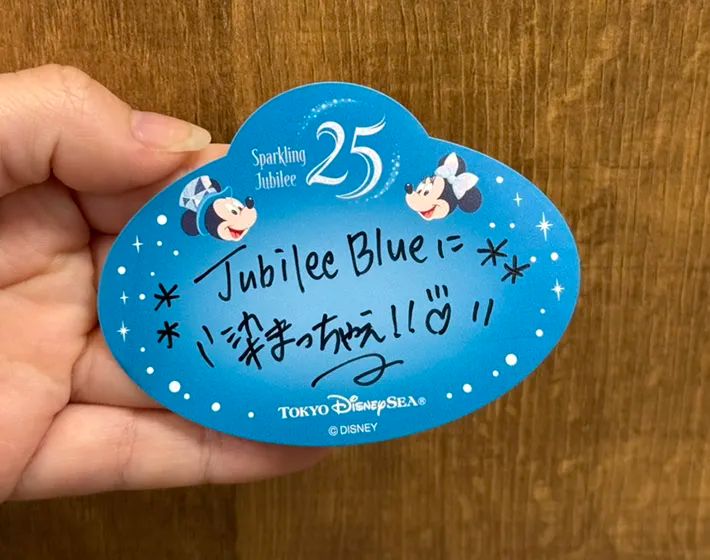 Sparkling
Jubilee
25
Jubilee Blueに
染まっちゃえ!!♡
TOKYO DISNEYSEA®
© DISNEY